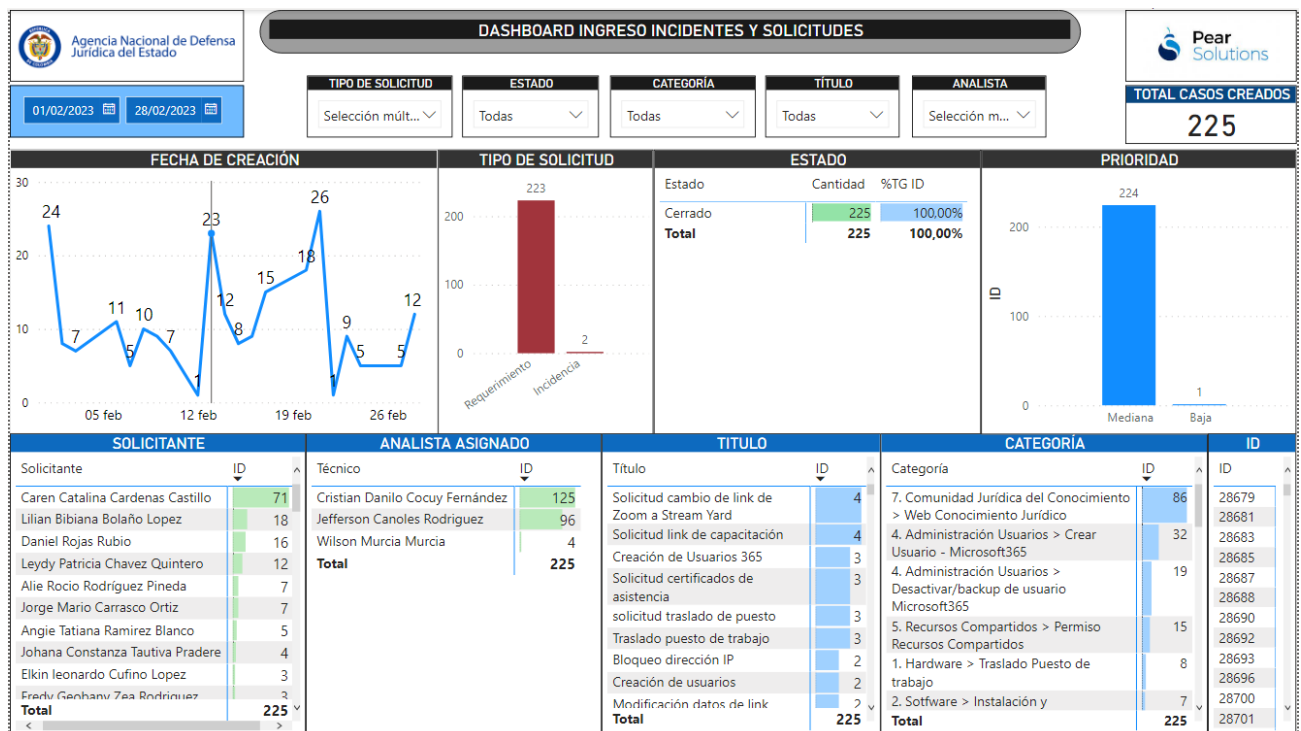 Agencia Nacional de Defensa
Jurídica del Estado
DASHBOARD INGRESO INCIDENTES Y SOLICITUDES
Pear
Solutions
01/02/2023 28/02/2023
TIPO DE SOLICITUD
Selección múlt...
ESTADO
Todas
CATEGORÍA
Todas
TÍTULO
Todas
ANALISTA
Selección m...
TOTAL CASOS CREADOS
225
FECHA DE CREACIÓN
30
20
10
0
24
7
11
5
10
7
1
23
12
8
15
18
26
1
9
5
5
12
05 feb 12 feb 19 feb 26 feb
TIPO DE SOLICITUD
200
100
0
223
2
Requerimiento
Incidencia
ESTADO
Estado Cantidad %TG ID
Cerrado 225 100,00%
Total 225 100,00%
PRIORIDAD
ID
200
100
0
224
1
Mediana Baja
SOLICITANTE
Solicitante ID
Caren Catalina Cardenas Castillo 71
Lilian Bibiana Bolaño Lopez 18
Daniel Rojas Rubio 16
Leydy Patricia Chavez Quintero 12
Alie Rocio Rodríguez Pineda 7
Jorge Mario Carrasco Ortiz 7
Angie Tatiana Ramirez Blanco 5
Johana Constanza Tautiva Pradere 4
Elkin leonardo Cufino Lopez 3
Fredy Geobany Zea Rodriguez 3
Total 225
ANALISTA ASIGNADO
Técnico ID
Cristian Danilo Cocuy Fernández 125
Jefferson Canoles Rodriguez 96
Wilson Murcia Murcia 4
Total 225
TITULO
Título ID
Solicitud cambio de link de 4
Zoom a Stream Yard
Solicitud link de capacitación 4
Creación de Usuarios 365 3
Solicitud certificados de 3
asistencia
solicitud traslado de puesto 3
Traslado puesto de trabajo 3
Bloqueo dirección IP 2
Creación de usuarios 2
Modificación datos de link 2
Total 225
CATEGORÍA
Categoría ID
7. Comunidad Jurídica del Conocimiento 86
> Web Conocimiento Jurídico
4. Administración Usuarios > Crear 32
Usuario - Microsoft365
4. Administración Usuarios > 19
Desactivar/backup de usuario
Microsoft365
5. Recursos Compartidos > Permiso 15
Recursos Compartidos
1. Hardware > Traslado Puesto de 8
trabajo
2. Sotfware > Instalación y 7
Total 225
ID
ID
28679
28681
28683
28685
28687
28688
28690
28692
28693
28696
28700
28701